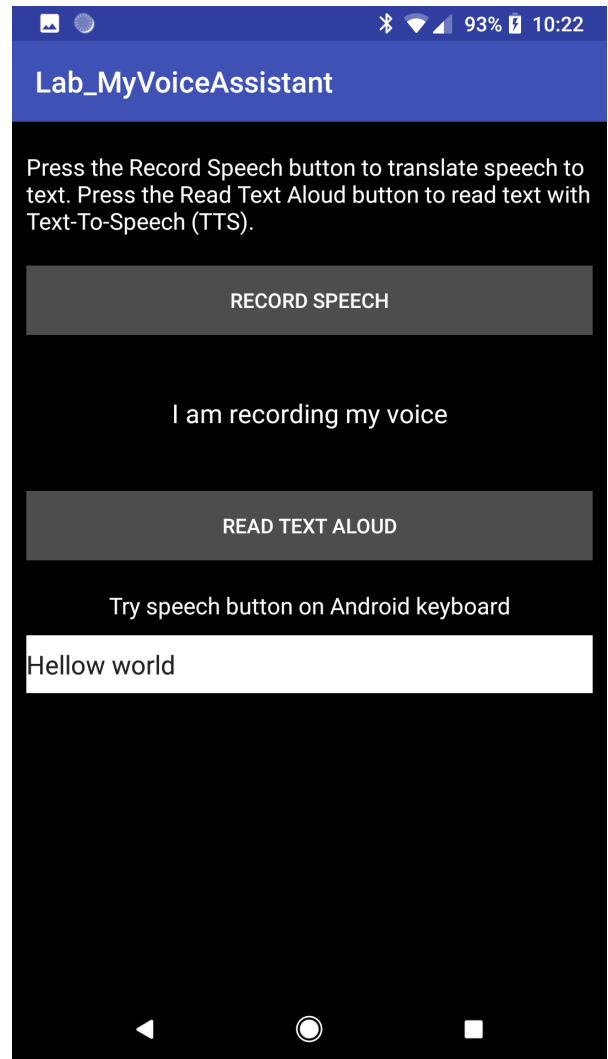 93% 10:22
Lab_MyVoiceAssistant
Press the Record Speech button to translate speech to
text. Press the Read Text Aloud button to read text with
Text-To-Speech (TTS).
RECORD SPEECH
I am recording my voice
READ TEXT ALOUD
Try speech button on Android keyboard
Hellow world